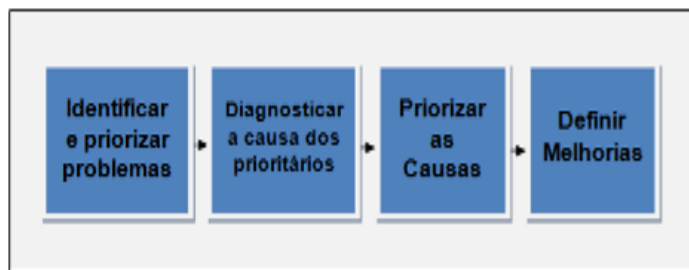 Identificar
e priorizar
problemas
Diagnosticar
a causa dos
prioritários
Priorizar
as
Causas
Definir
Melhorias